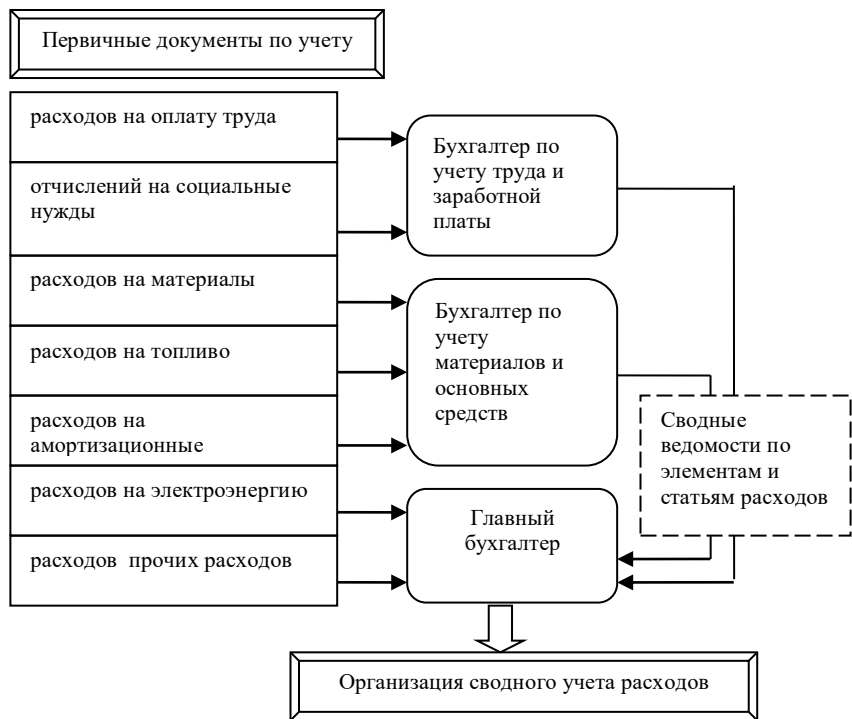 Первичные документы по учету
расходов на оплату труда
отчислений на социальные
нужды
расходов на материалы
расходов на топливо
расходов на
амортизационные
расходов на электроэнергию
расходов прочих расходов
Бухгалтер по
учету труда и
заработной
платы
Бухгалтер по
учету
материалов и
основных
средств
Главный
бухгалтер
Сводные
ведомости по
элементам и
статьям расходов
Организация сводного учета расходов